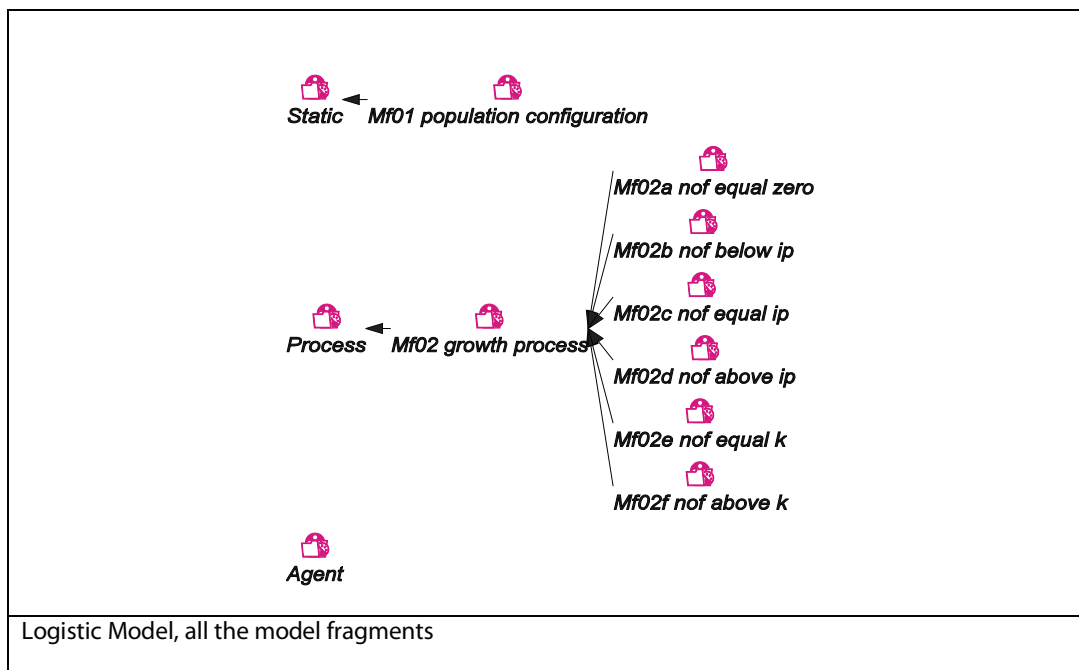 Static
Mf01 population configuration
Mf02a nof equal zero
Mf02b nof below ip
Mf02c nof equal ip
Process
Mf02 growth process
Mf02d nof above ip
Mf02e nof equal k
Mf02f nof above k
Agent
Logistic Model, all the model fragments